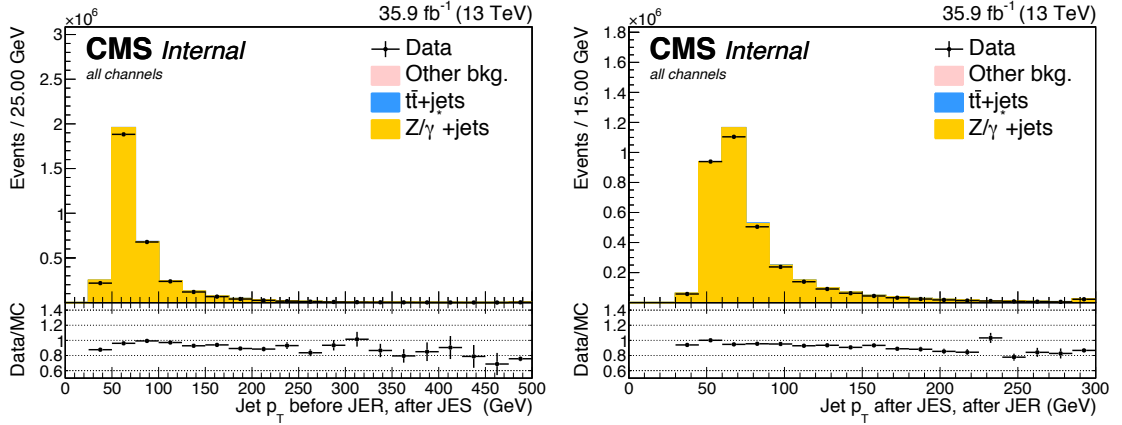 ×10⁶
35.9 fb⁻¹ (13 TeV)
CMS Internal
all channels
Data
Other bkg.
tt̄+jets
Z/γ* +jets
Events / 25.00 GeV
3
2.5
2
1.5
1
0.5
Data/MC
1.4
1.2
1
0.8
0.6
0 50 100 150 200 250 300 350 400 450 500
Jet p_T before JER, after JES (GeV)
×10⁶
35.9 fb⁻¹ (13 TeV)
CMS Internal
all channels
Data
Other bkg.
tt̄+jets
Z/γ* +jets
Events / 15.00 GeV
1.8
1.6
1.4
1.2
1
0.8
0.6
0.4
0.2
Data/MC
1.4
1.2
1
0.8
0.6
0 50 100 150 200 250 300
Jet p_T after JES, after JER (GeV)